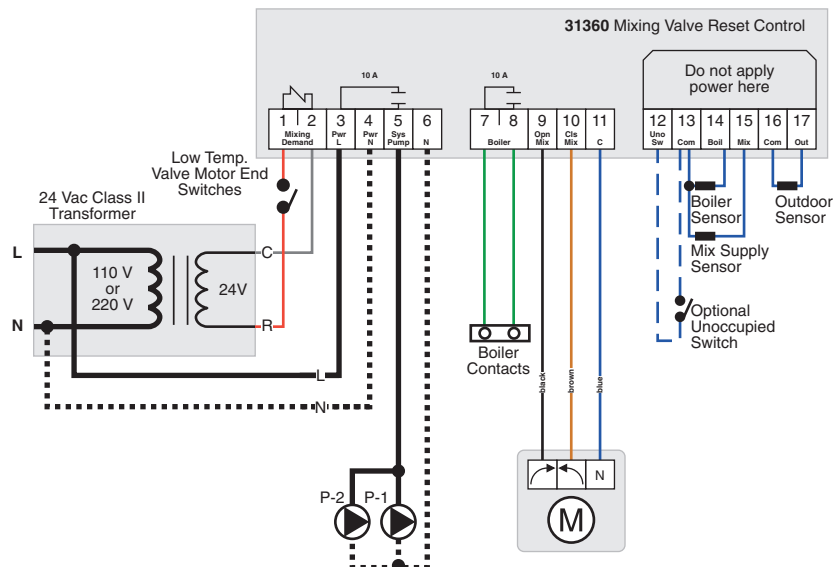 31360 Mixing Valve Reset Control
10 A
10 A
Do not apply
power here
1 2 3 4 5 6
Mixing
Demand
Pwr
L
Pwr
N
Sys
Pump
N
7 8 9 10 11
Boiler
Opn
Mix
Cls
Mix
C
12 13 14 15 16 17
Uno
Sw
Com
Boil
Mix
Com
Out
Low Temp.
Valve Motor End
Switches
24 Vac Class II
Transformer
L
N
110 V
or
220 V
24V
C
R
L
N
Boiler
Sensor
Outdoor
Sensor
Mix Supply
Sensor
Optional
Unoccupied
Switch
Boiler
Contacts
black
brown
blue
N
M
P-2 P-1